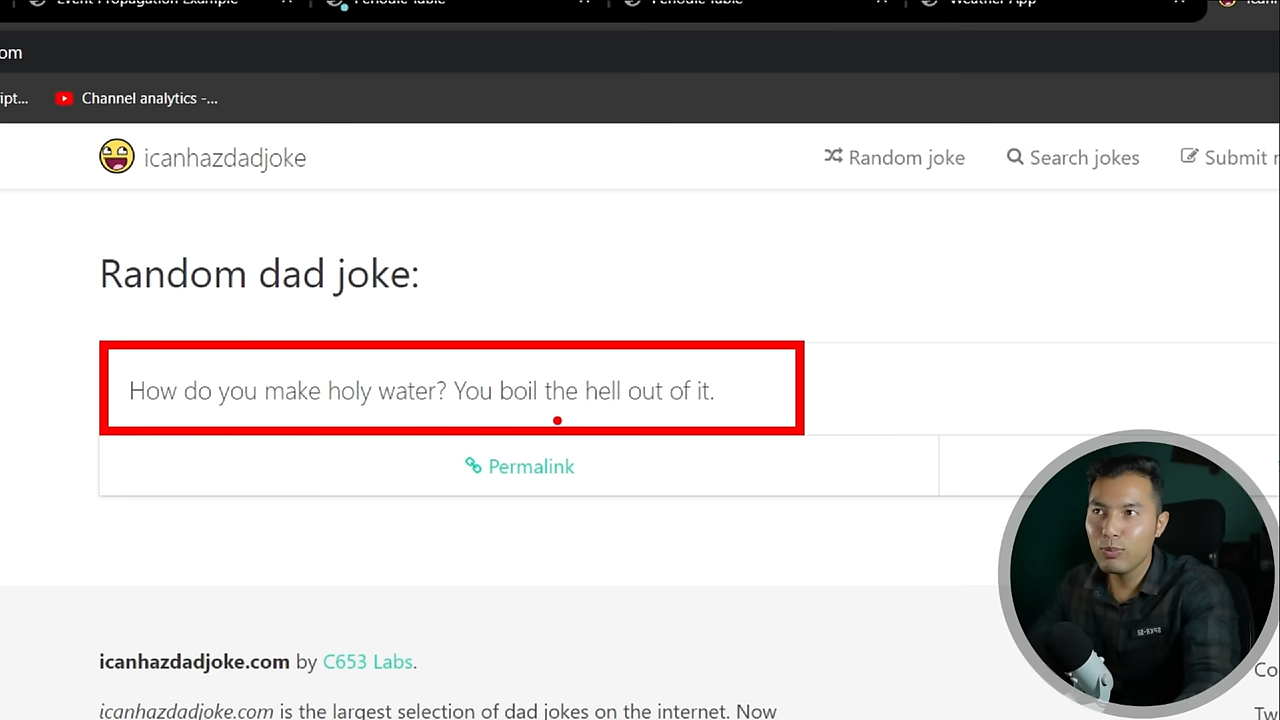 Event Propagation Example
Periodic Table
Periodic Table
Weather App
om
ipt...
Channel analytics -...
icanhazdadjoke
Random joke
Search jokes
Submit
Random dad joke:
How do you make holy water? You boil the hell out of it.
Permalink
icanhazdadjoke.com by C653 Labs.
Co
icanhazdadjoke.com is the largest selection of dad jokes on the internet. Now
Tw